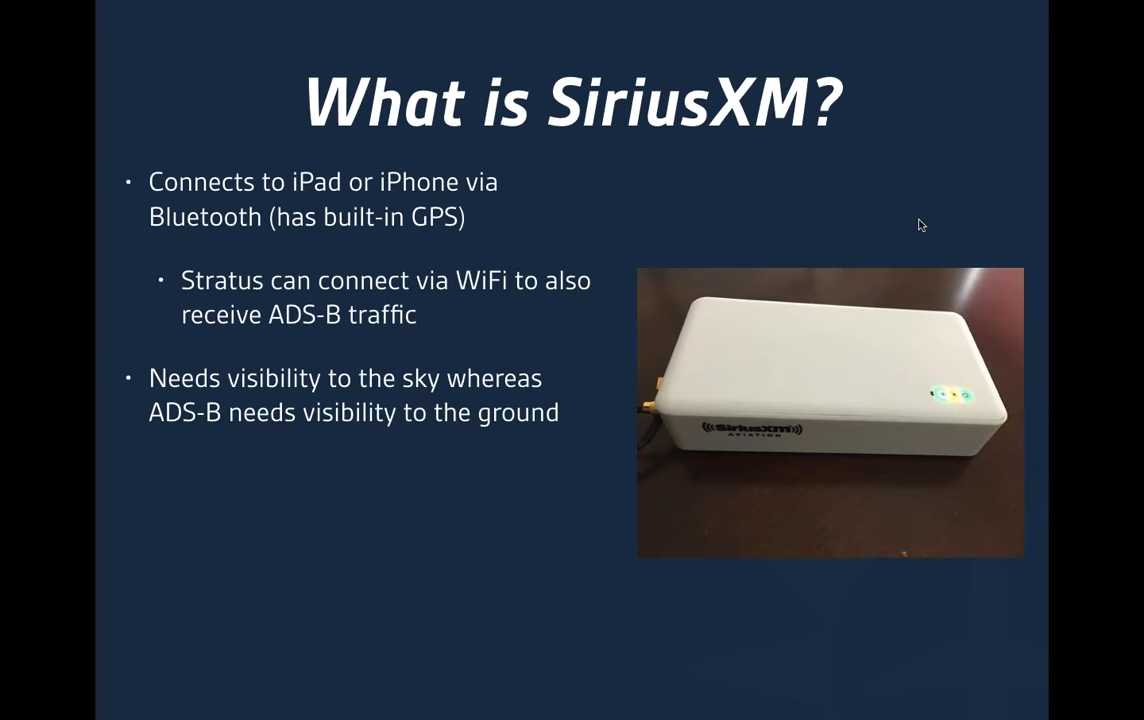 What is SiriusXM?
• Connects to iPad or iPhone via
Bluetooth (has built-in GPS)
• Stratus can connect via WiFi to also
receive ADS-B traffic
• Needs visibility to the sky whereas
ADS-B needs visibility to the ground
SiriusXM
AVIATION